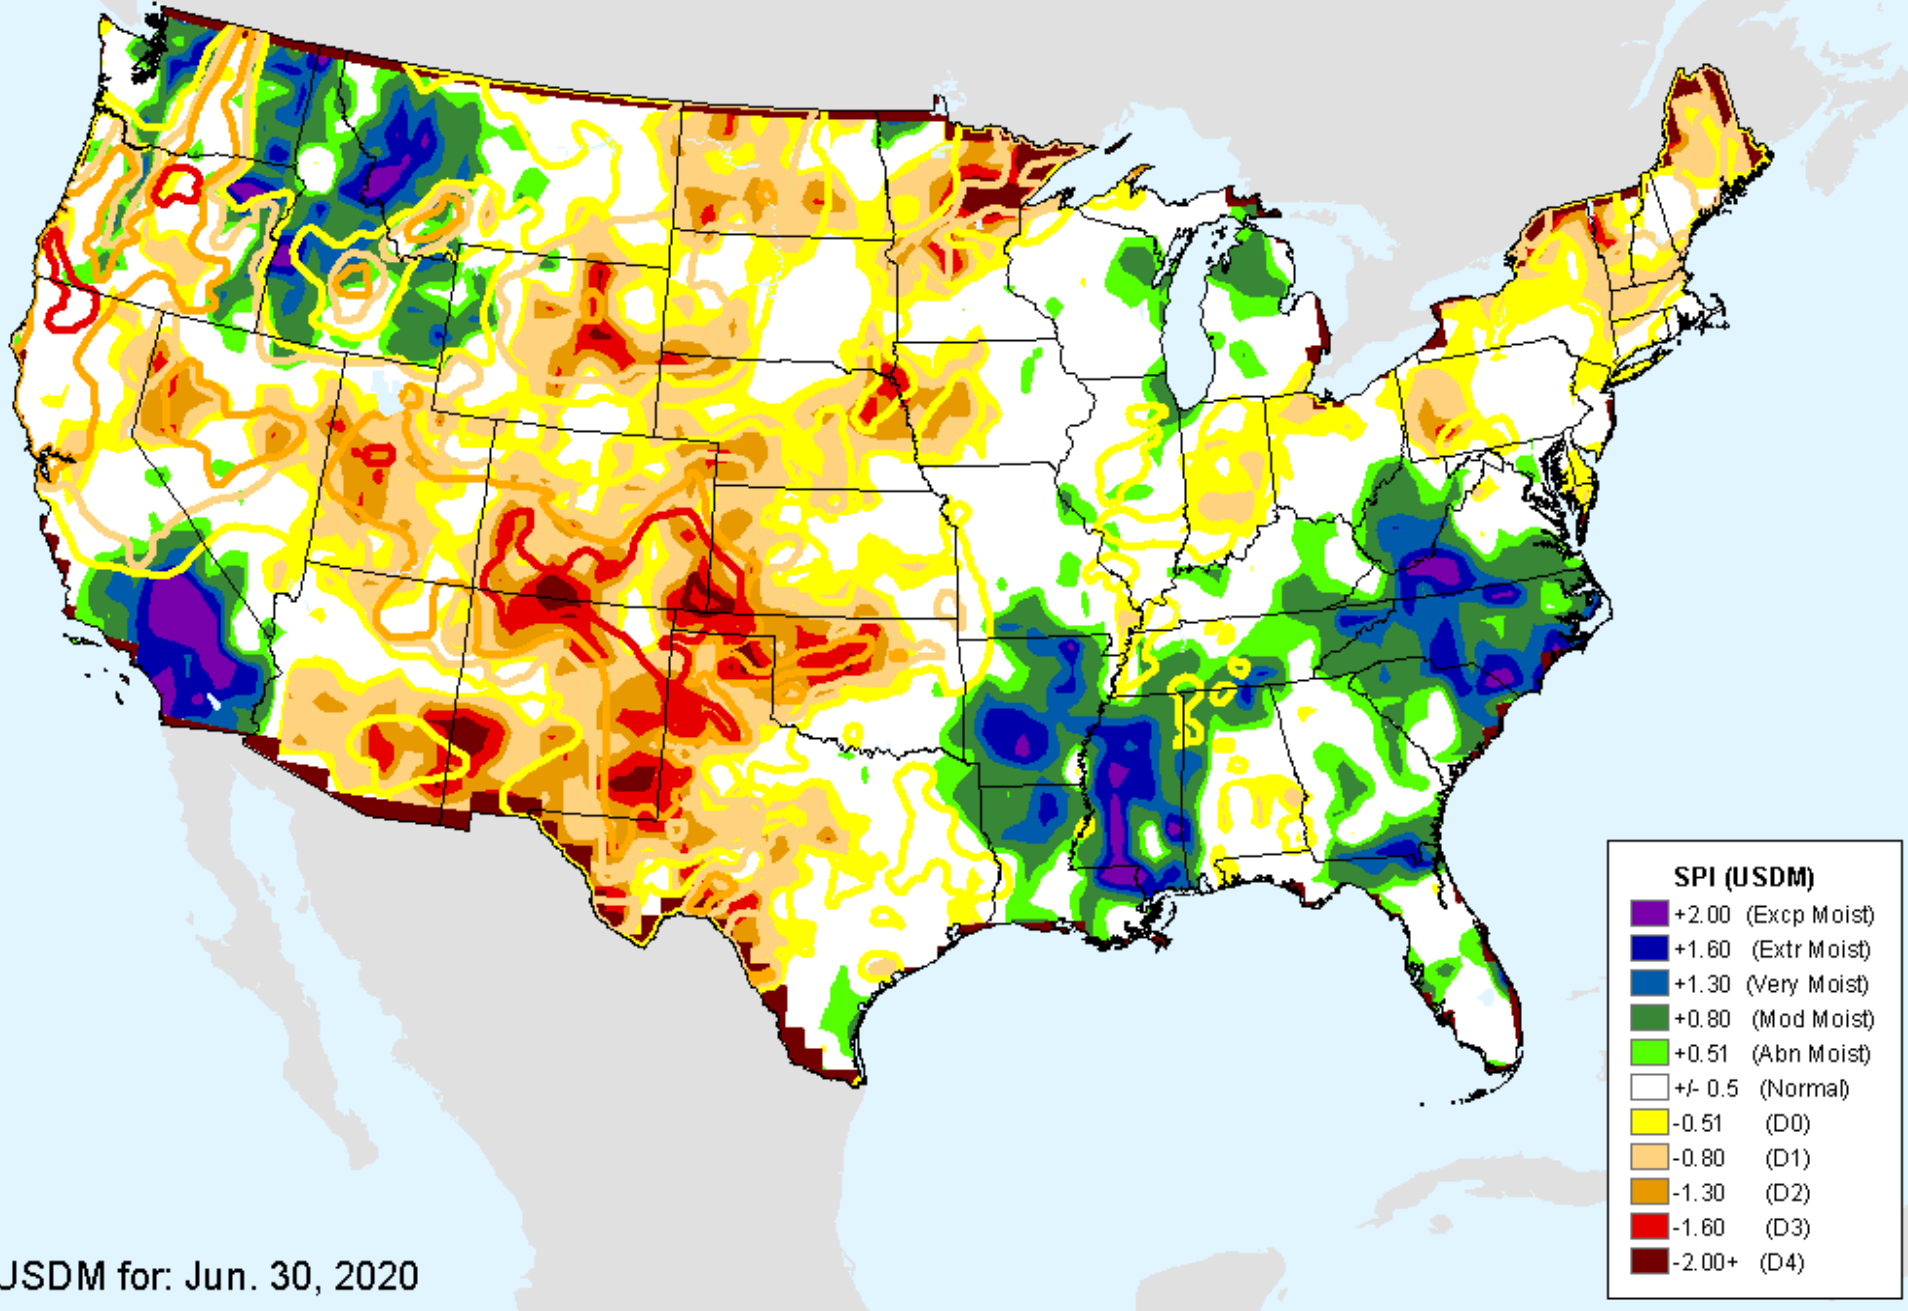 SPI (USDM)
+2.00 (Excp Moist)
+1.60 (Extr Moist)
+1.30 (Very Moist)
+0.80 (Mod Moist)
+0.51 (Abn Moist)
+/- 0.5 (Normal)
-0.51 (D0)
-0.80 (D1)
-1.30 (D2)
-1.60 (D3)
-2.00+ (D4)
USDM for: Jun. 30, 2020